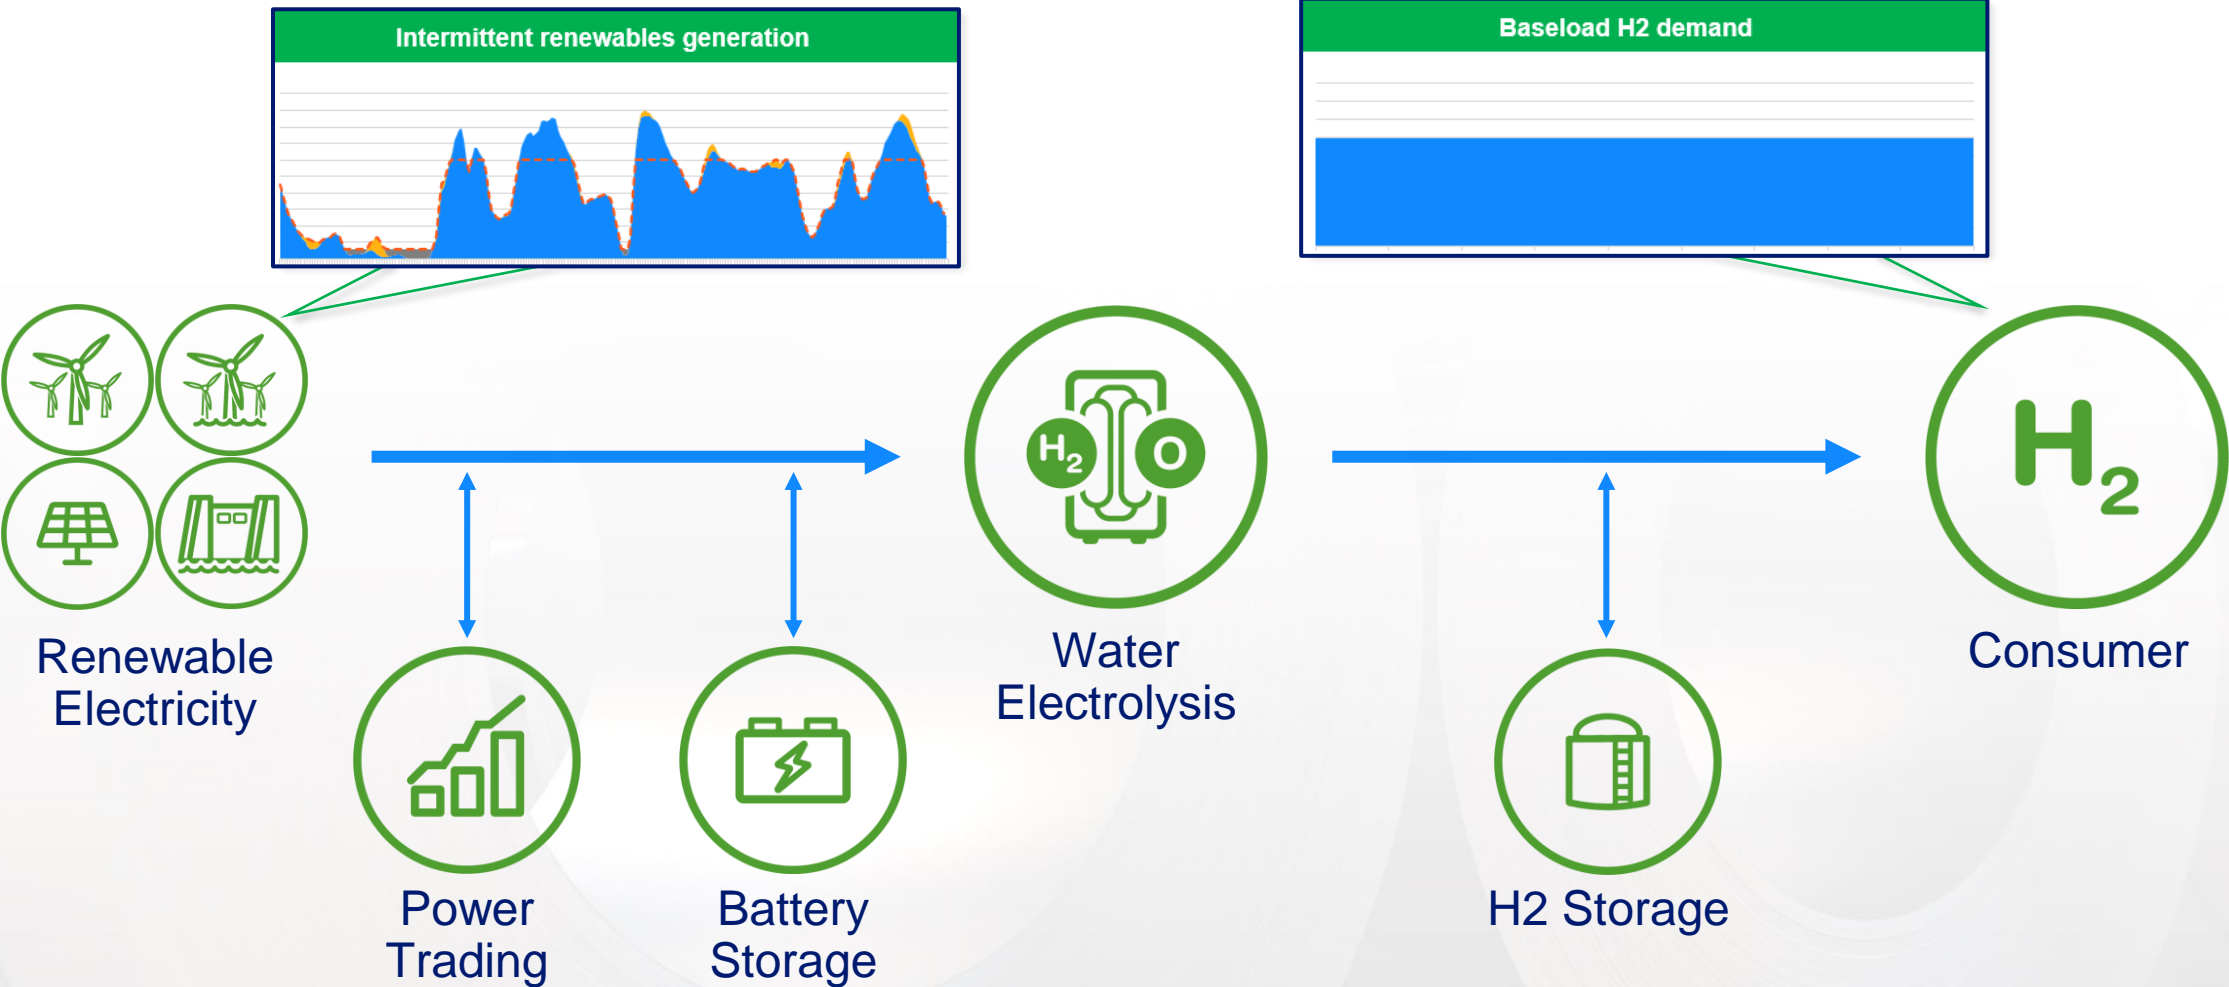 Intermittent renewables generation
Baseload H2 demand
H2
O
H2
Renewable
Electricity
Water
Electrolysis
Consumer
Power
Trading
Battery
Storage
H2 Storage